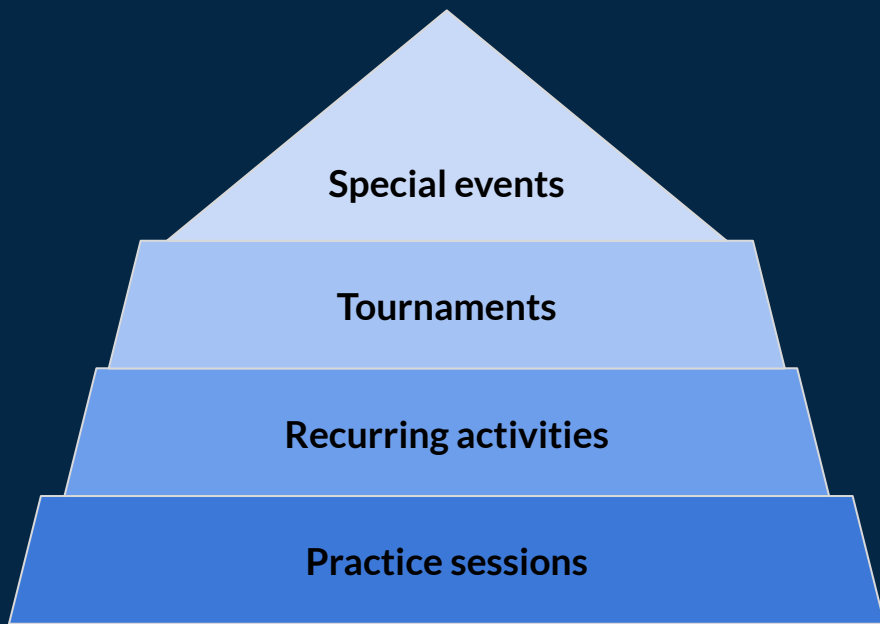 Special events
Tournaments
Recurring activities
Practice sessions